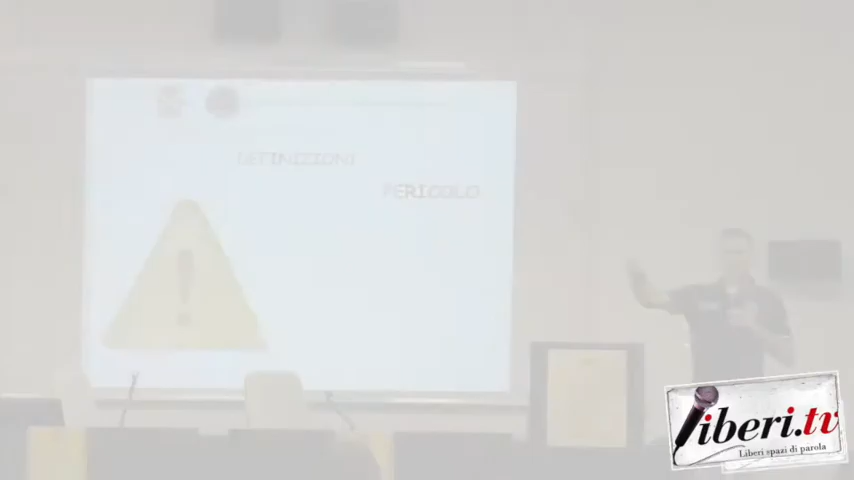 DEFINIZIONI
PERICOLO
liberi.tv
Liberi spazi di parola